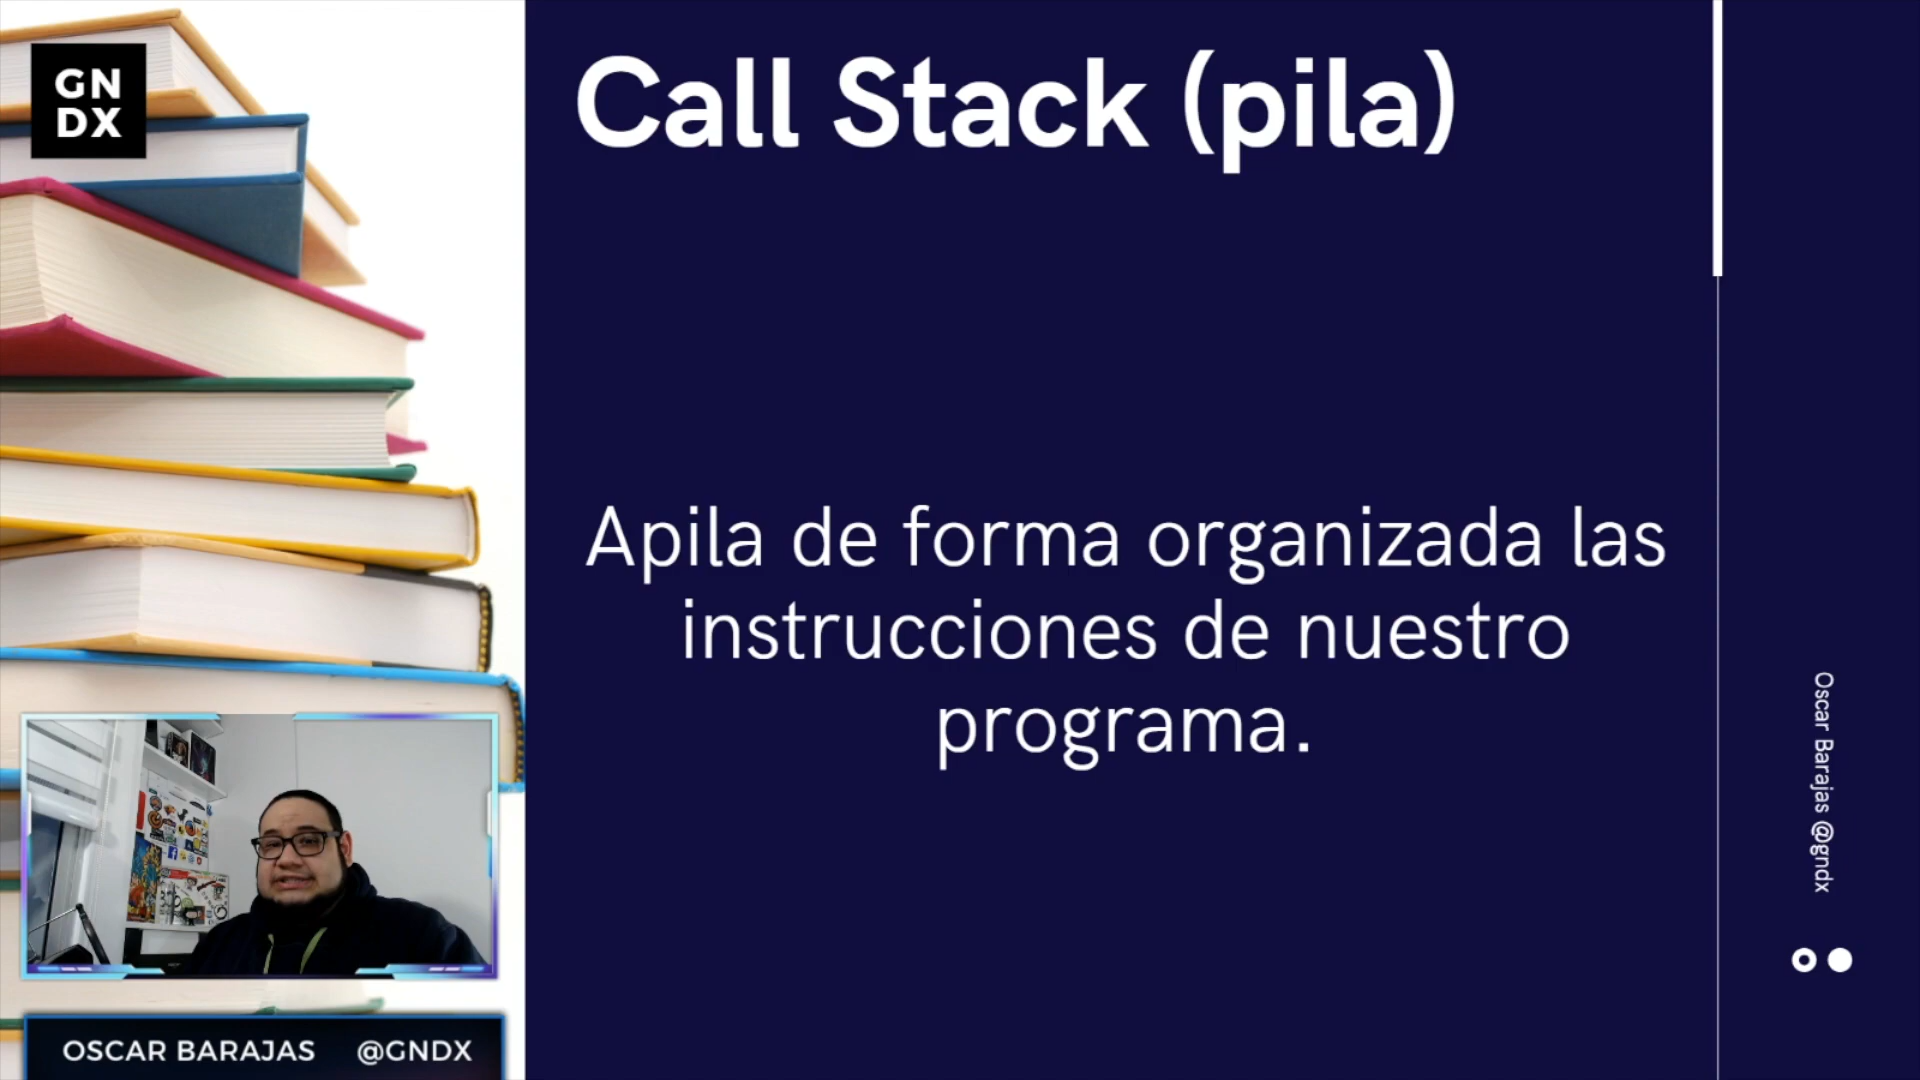 GN
DX
Call Stack (pila)
Apila de forma organizada las
instrucciones de nuestro
programa.
Oscar Barajas @gndx
OSCAR BARAJAS @GNDX